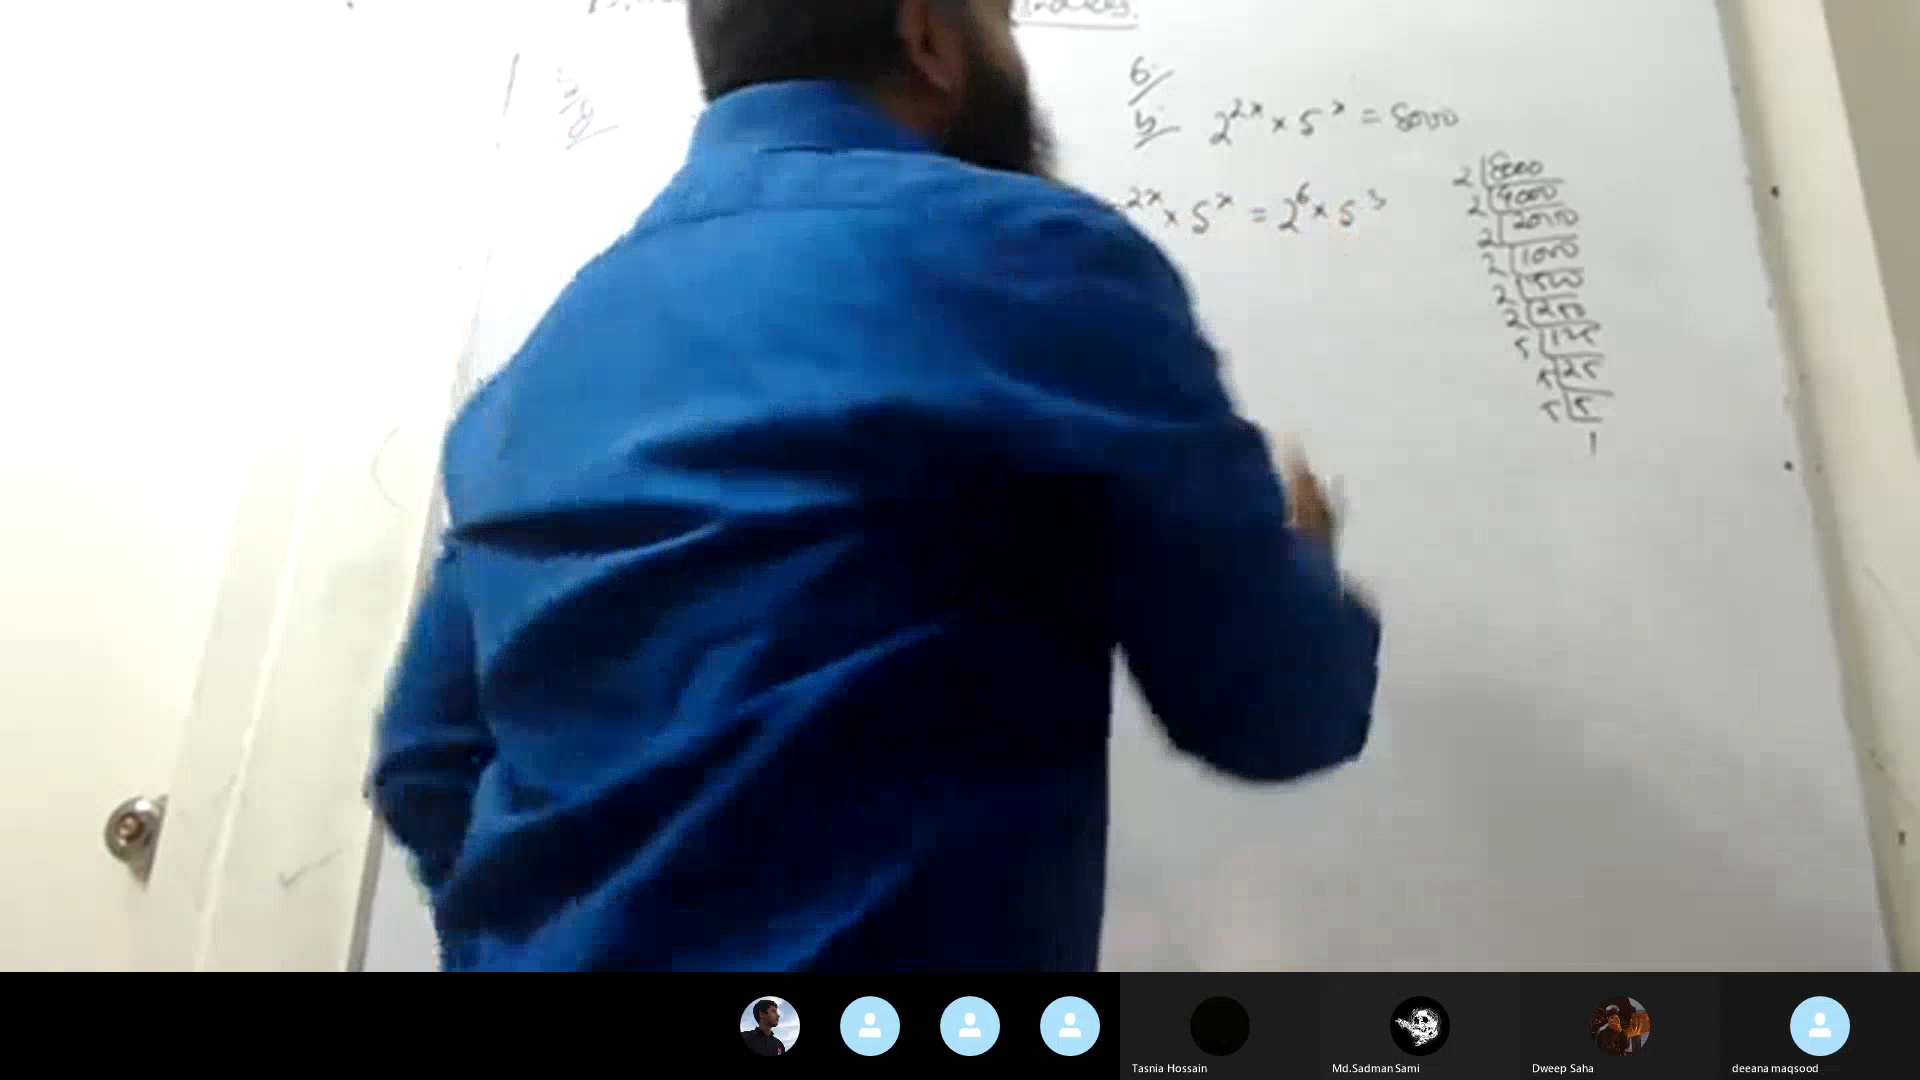 6
b
2^{2x} × 5^x = 8000
2x × 5^x = 2^6 × 5^3
2 | 8000
2 | 4000
2 | 2000
2 | 1000
2 | 500
2 | 250
5 | 125
5 | 25
5 | 5
1
Tasnia Hossain
Md.Sadman Sami
Dweep Saha
deeana maqsood